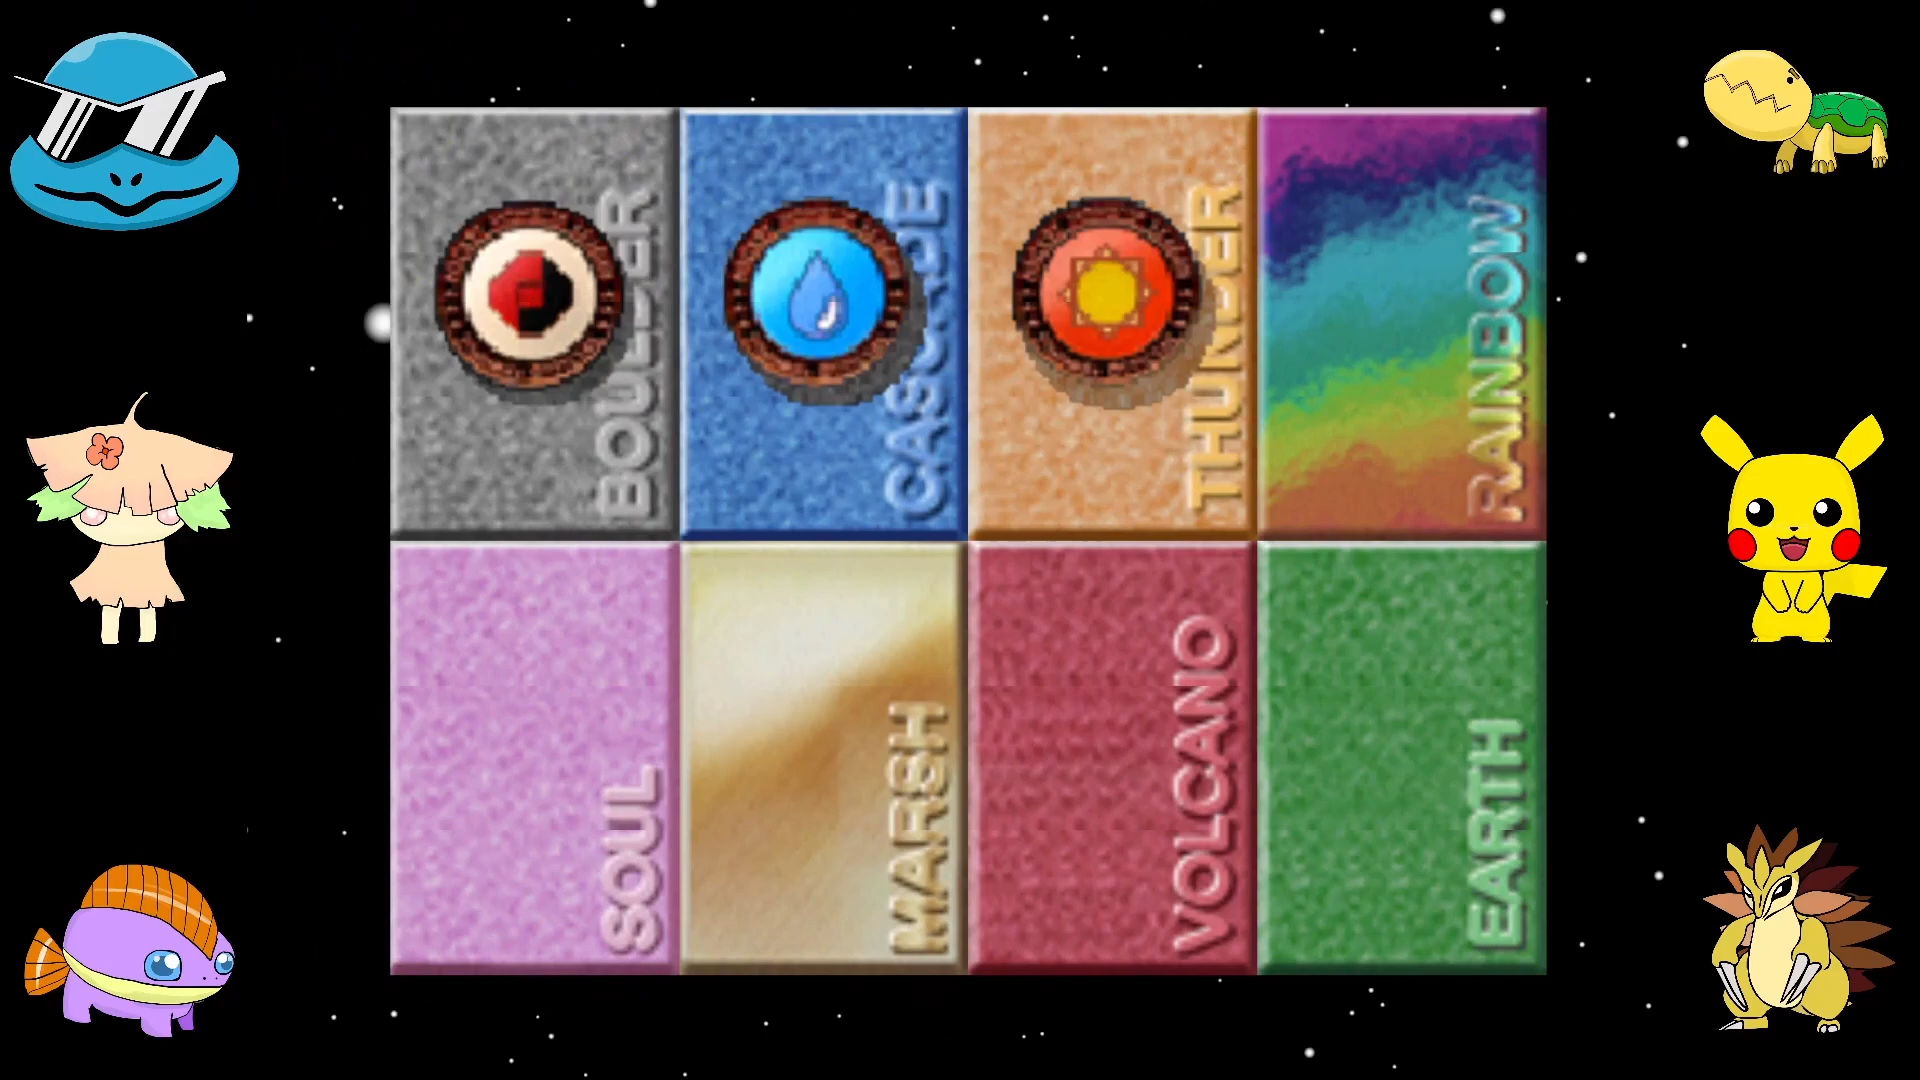 BOULDER
CASCADE
THUNDER
RAINBOW
SOUL
MARSH
VOLCANO
EARTH